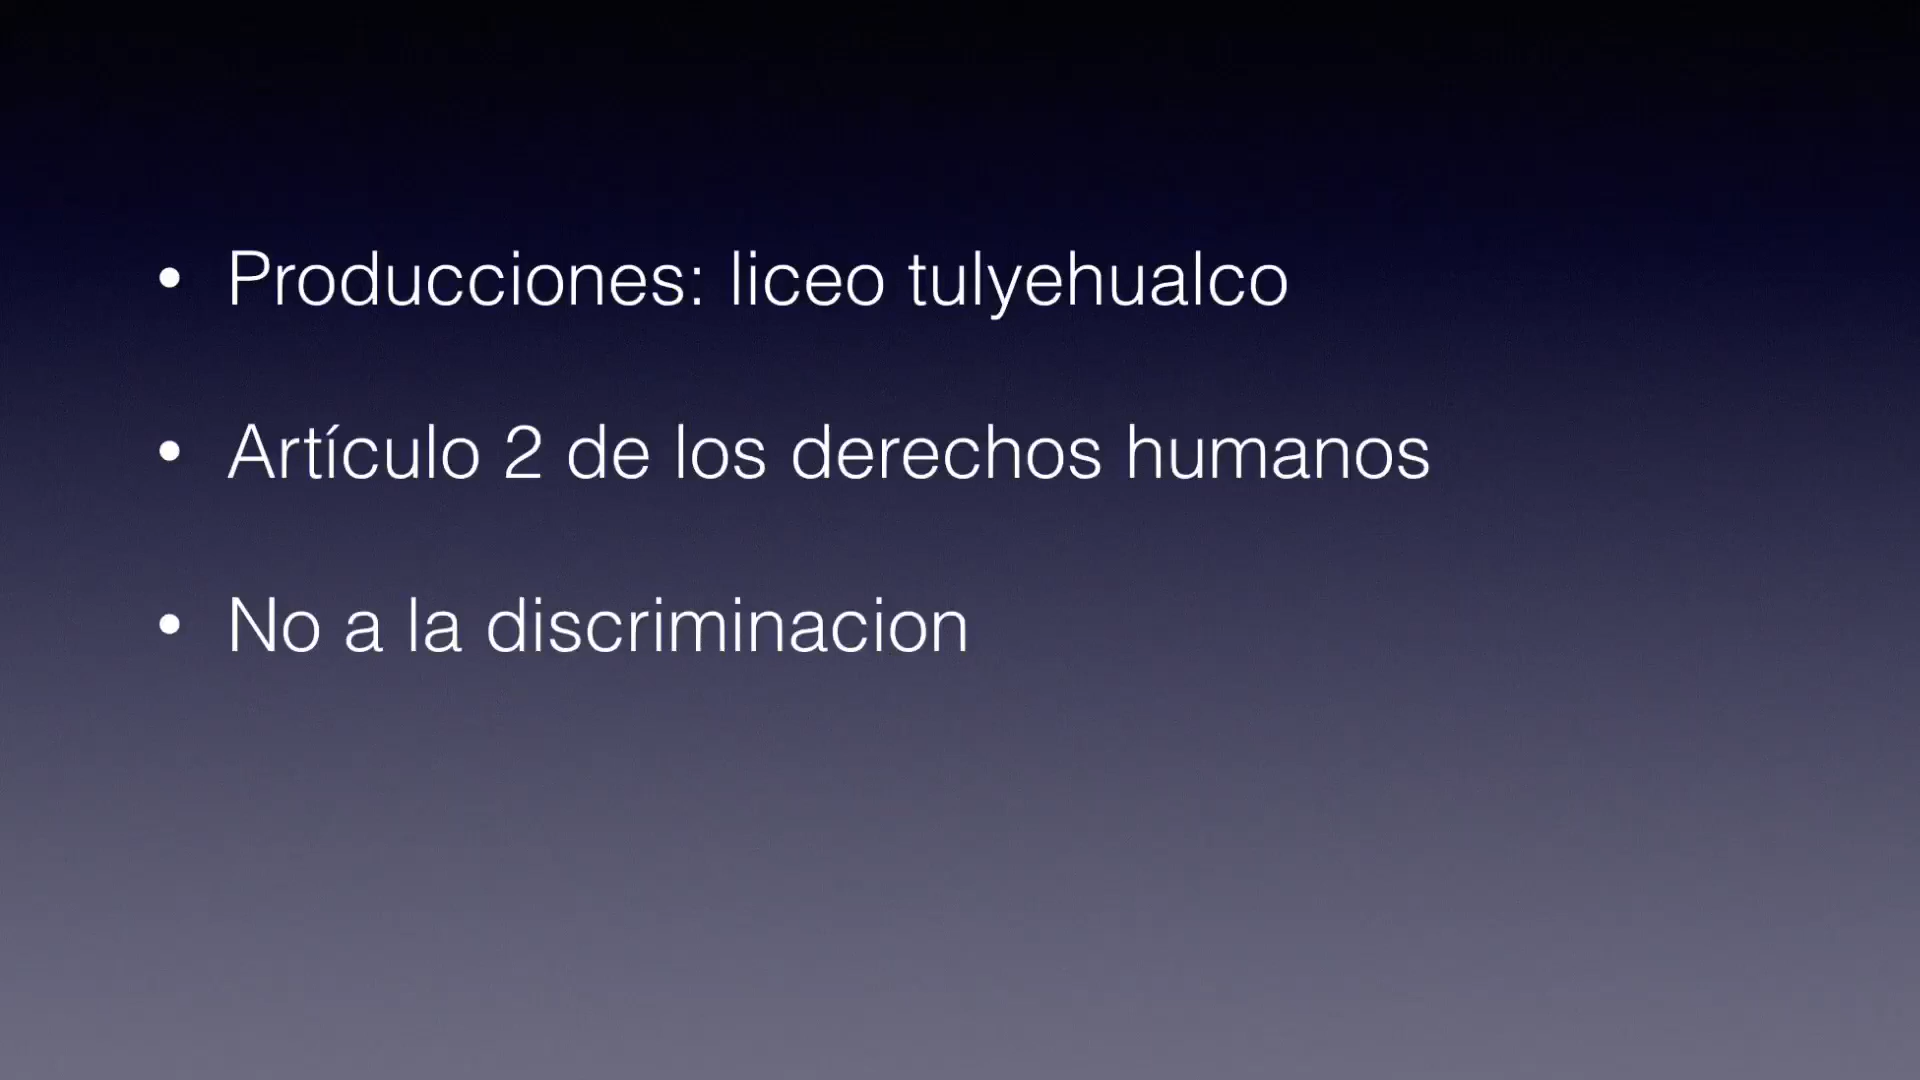 • Producciones: liceo tulyehualco
• Artículo 2 de los derechos humanos
• No a la discriminacion